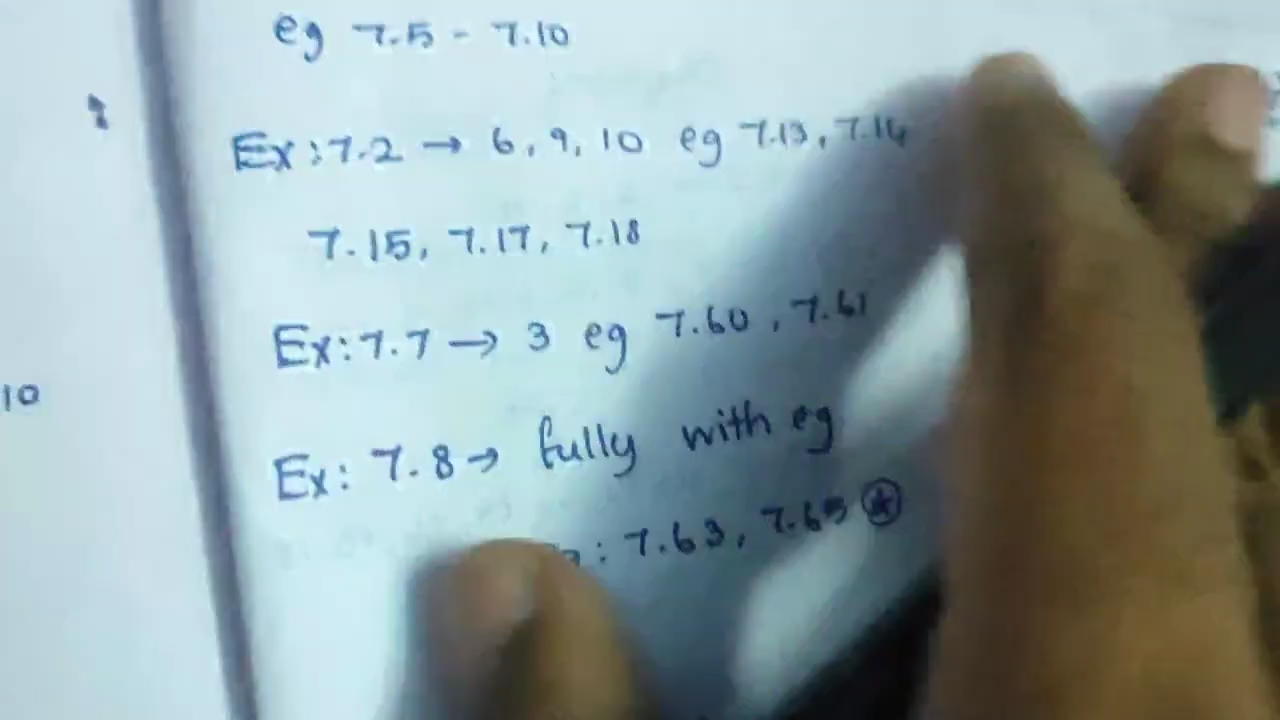 eg 7.5 - 7.10
Ex: 7.2 → 6, 9, 10 eg 7.13, 7.14
7.15, 7.17, 7.18
Ex: 7.7 → 3 eg 7.60, 7.61
10
Ex: 7.8 → fully with eg
: 7.63, 7.65